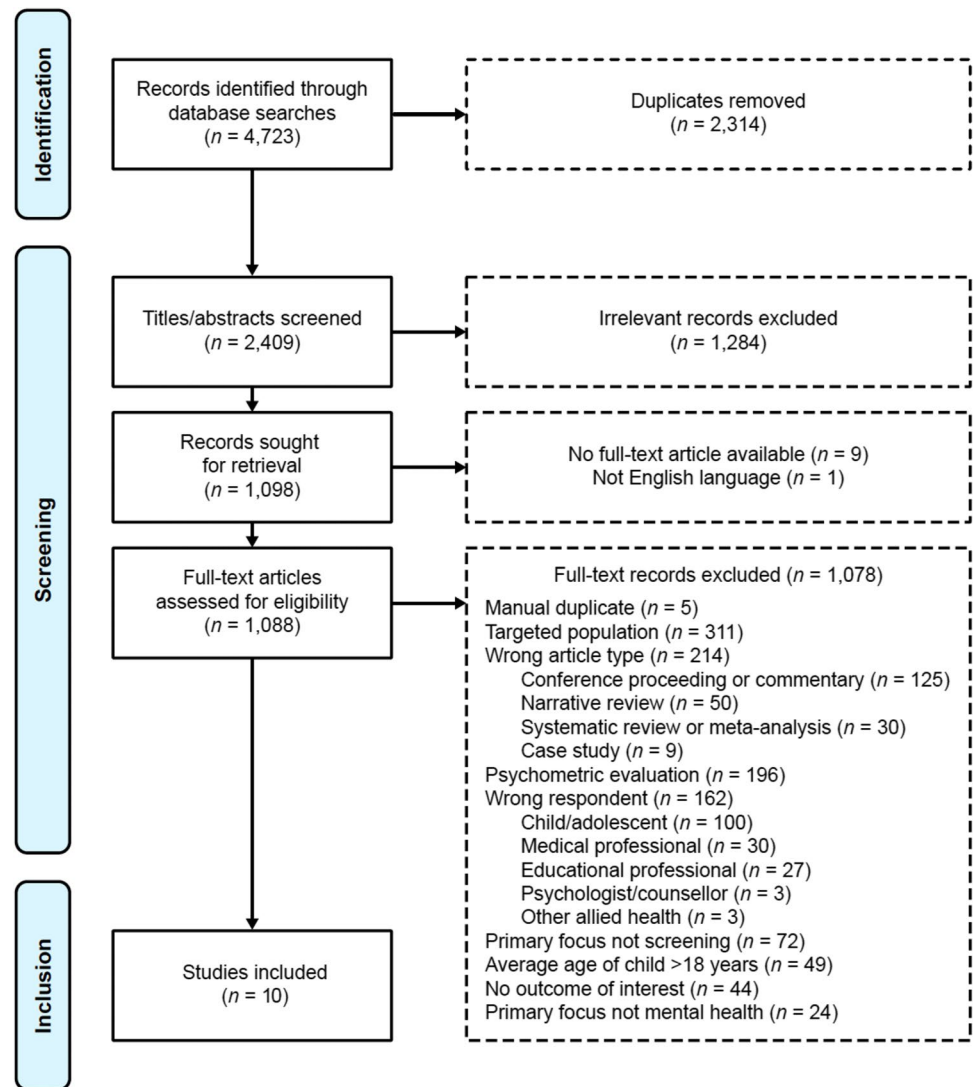 Identification
Records identified through
database searches
(n = 4,723)
Duplicates removed
(n = 2,314)
Screening
Titles/abstracts screened
(n = 2,409)
Irrelevant records excluded
(n = 1,284)
Records sought
for retrieval
(n = 1,098)
No full-text article available (n = 9)
Not English language (n = 1)
Full-text articles
assessed for eligibility
(n = 1,088)
Full-text records excluded (n = 1,078)
Manual duplicate (n = 5)
Targeted population (n = 311)
Wrong article type (n = 214)
Conference proceeding or commentary (n = 125)
Narrative review (n = 50)
Systematic review or meta-analysis (n = 30)
Case study (n = 9)
Psychometric evaluation (n = 196)
Wrong respondent (n = 162)
Child/adolescent (n = 100)
Medical professional (n = 30)
Educational professional (n = 27)
Psychologist/counsellor (n = 3)
Other allied health (n = 3)
Primary focus not screening (n = 72)
Average age of child >18 years (n = 49)
No outcome of interest (n = 44)
Primary focus not mental health (n = 24)
Inclusion
Studies included
(n = 10)